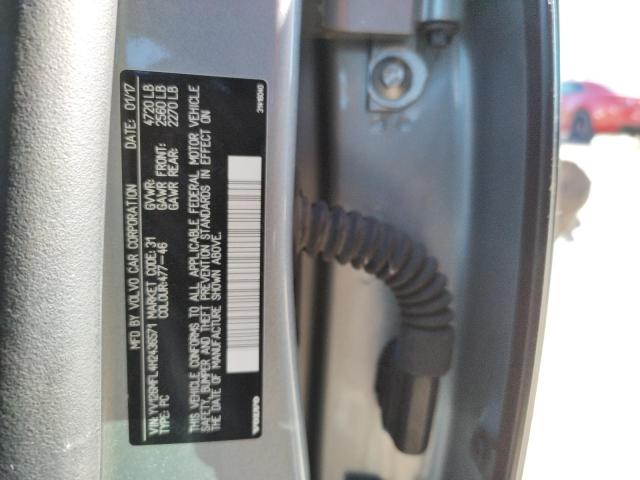 MFD BY VOLVO CAR CORPORATION DATE: 01/17
VIN: YV126MFL4H2436571 MARKET CODE: 31 GVWR: 4720 LB
TYPE: PC COLOUR: 477-46 GAWR FRONT: 2560 LB
GAWR REAR: 2270 LB
THIS VEHICLE CONFORMS TO ALL APPLICABLE FEDERAL MOTOR VEHICLE
SAFETY, BUMPER AND THEFT PREVENTION STANDARDS IN EFFECT ON
THE DATE OF MANUFACTURE SHOWN ABOVE.
VOLVO